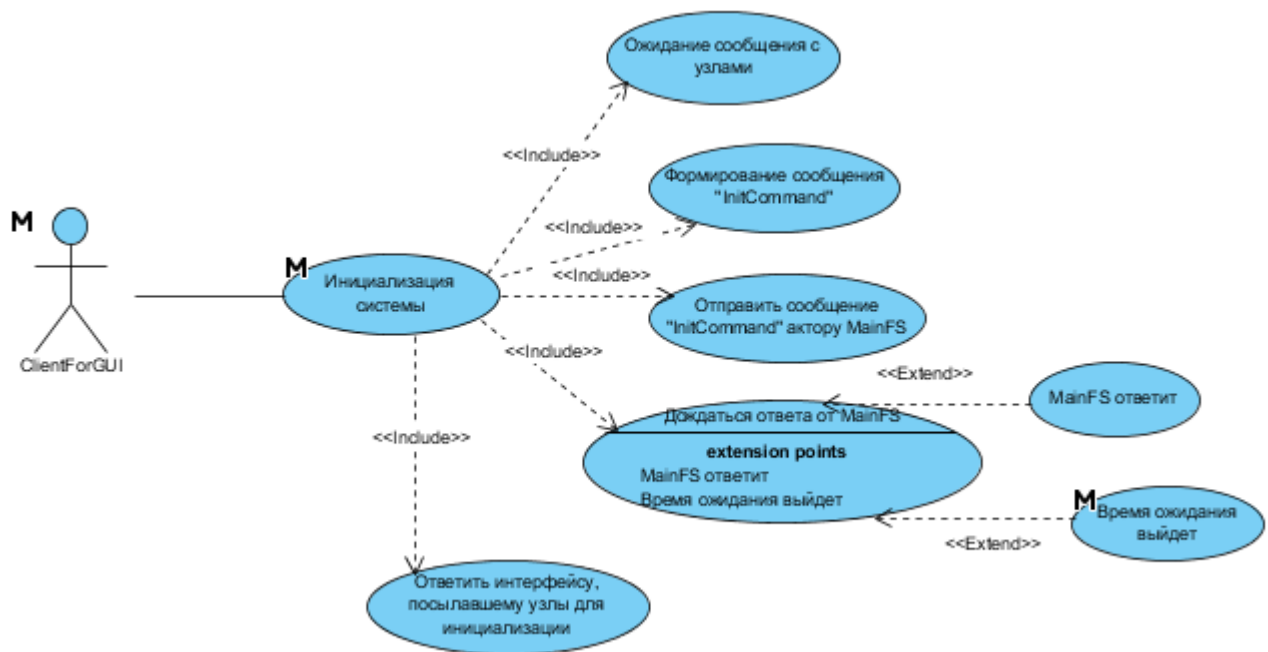 Ожидание сообщения с
узлами
<<Include>>
Формирование сообщения
"InitCommand"
<<Include>>
M
M
Инициализация
системы
<<Include>>
Отправить сообщение
"InitCommand" актору MainFS
ClientForGUI
<<Include>>
<<Extend>>
MainFS ответит
Дождаться ответа от MainFS
extension points
MainFS ответит
Время ожидания выйдет
<<Include>>
M
Время ожидания
выйдет
<<Extend>>
Ответить интерфейсу,
посылавшему узлы для
инициализации